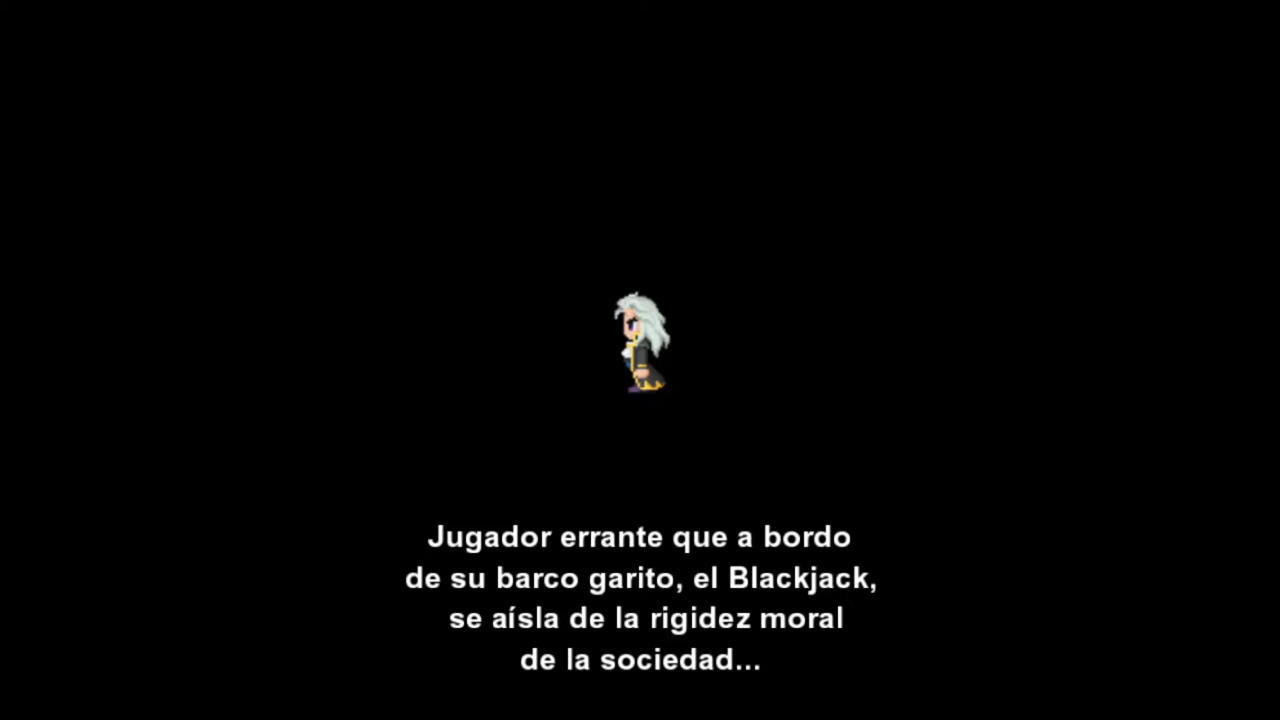 Jugador errante que a bordo
de su barco garito, el Blackjack,
se aísla de la rigidez moral
de la sociedad...